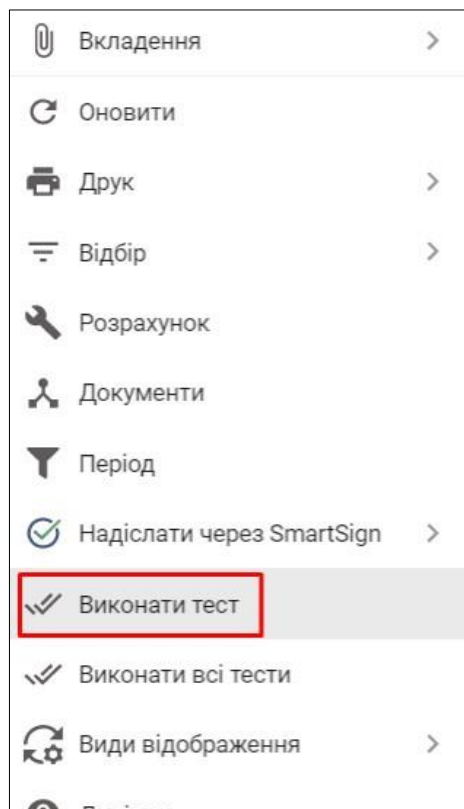 Вкладення
Оновити
Друк
Відбір
Розрахунок
Документи
Період
Надіслати через SmartSign
Виконати тест
Виконати всі тести
Види відображення